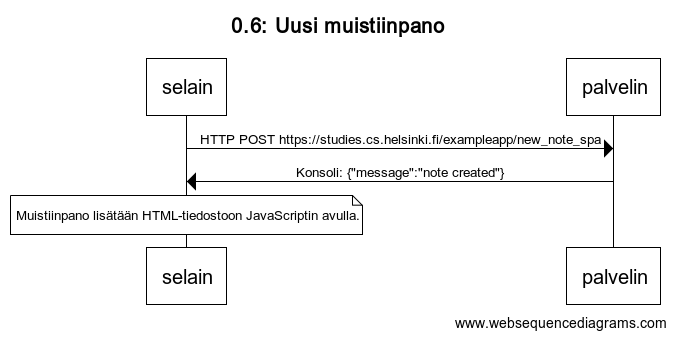 0.6: Uusi muistiinpano
selain
palvelin
HTTP POST https://studies.cs.helsinki.fi/exampleapp/new_note_spa
Konsoli: {"message":"note created"}
Muistiinpano lisätään HTML-tiedostoon JavaScriptin avulla.
selain
palvelin
www.websequencediagrams.com